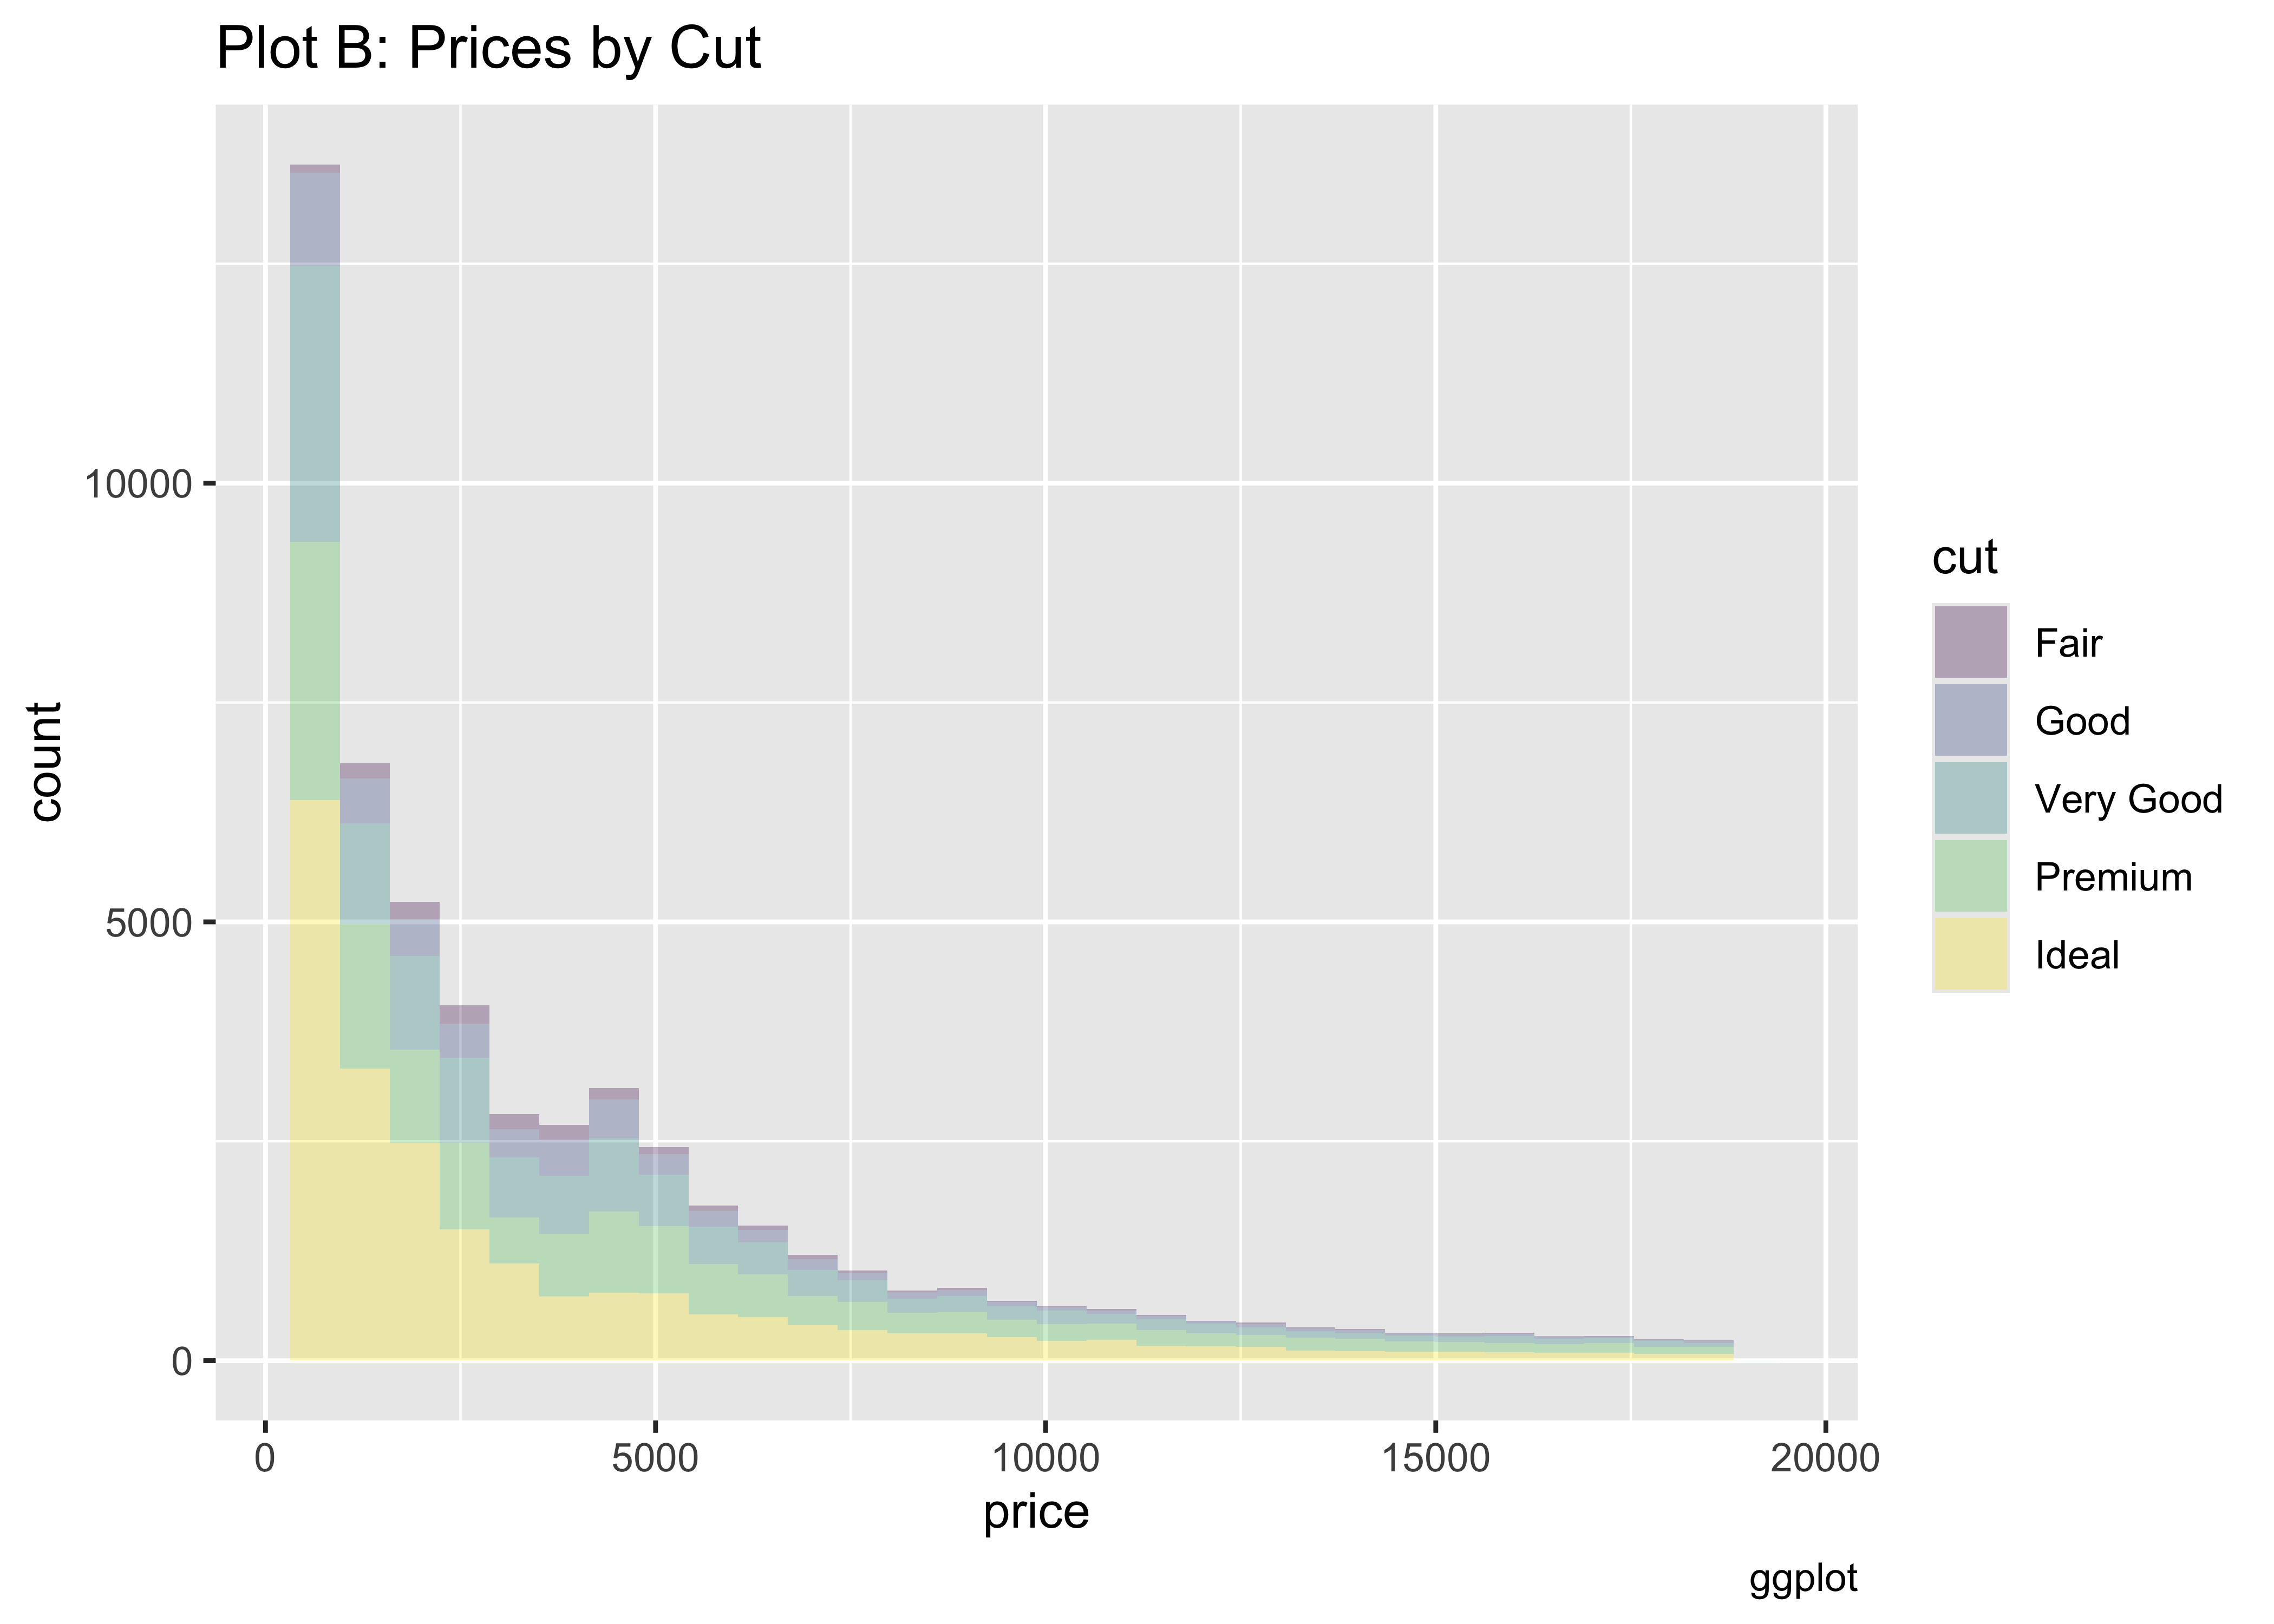 Plot B: Prices by Cut
count
10000
5000
0
0 5000 10000 15000 20000
price
cut
Fair
Good
Very Good
Premium
Ideal
ggplot